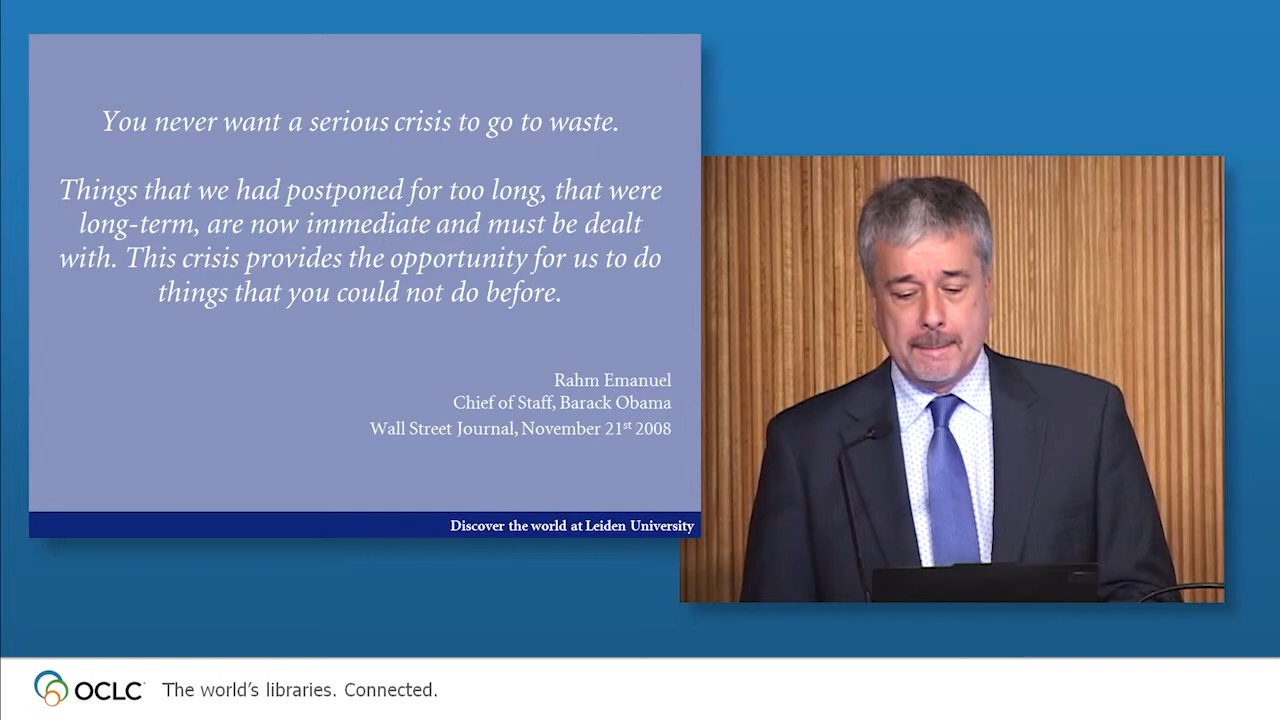 You never want a serious crisis to go to waste.
Things that we had postponed for too long, that were
long-term, are now immediate and must be dealt
with. This crisis provides the opportunity for us to do
things that you could not do before.
Rahm Emanuel
Chief of Staff, Barack Obama
Wall Street Journal, November 21st 2008
Discover the world at Leiden University
OCLC The world's libraries. Connected.